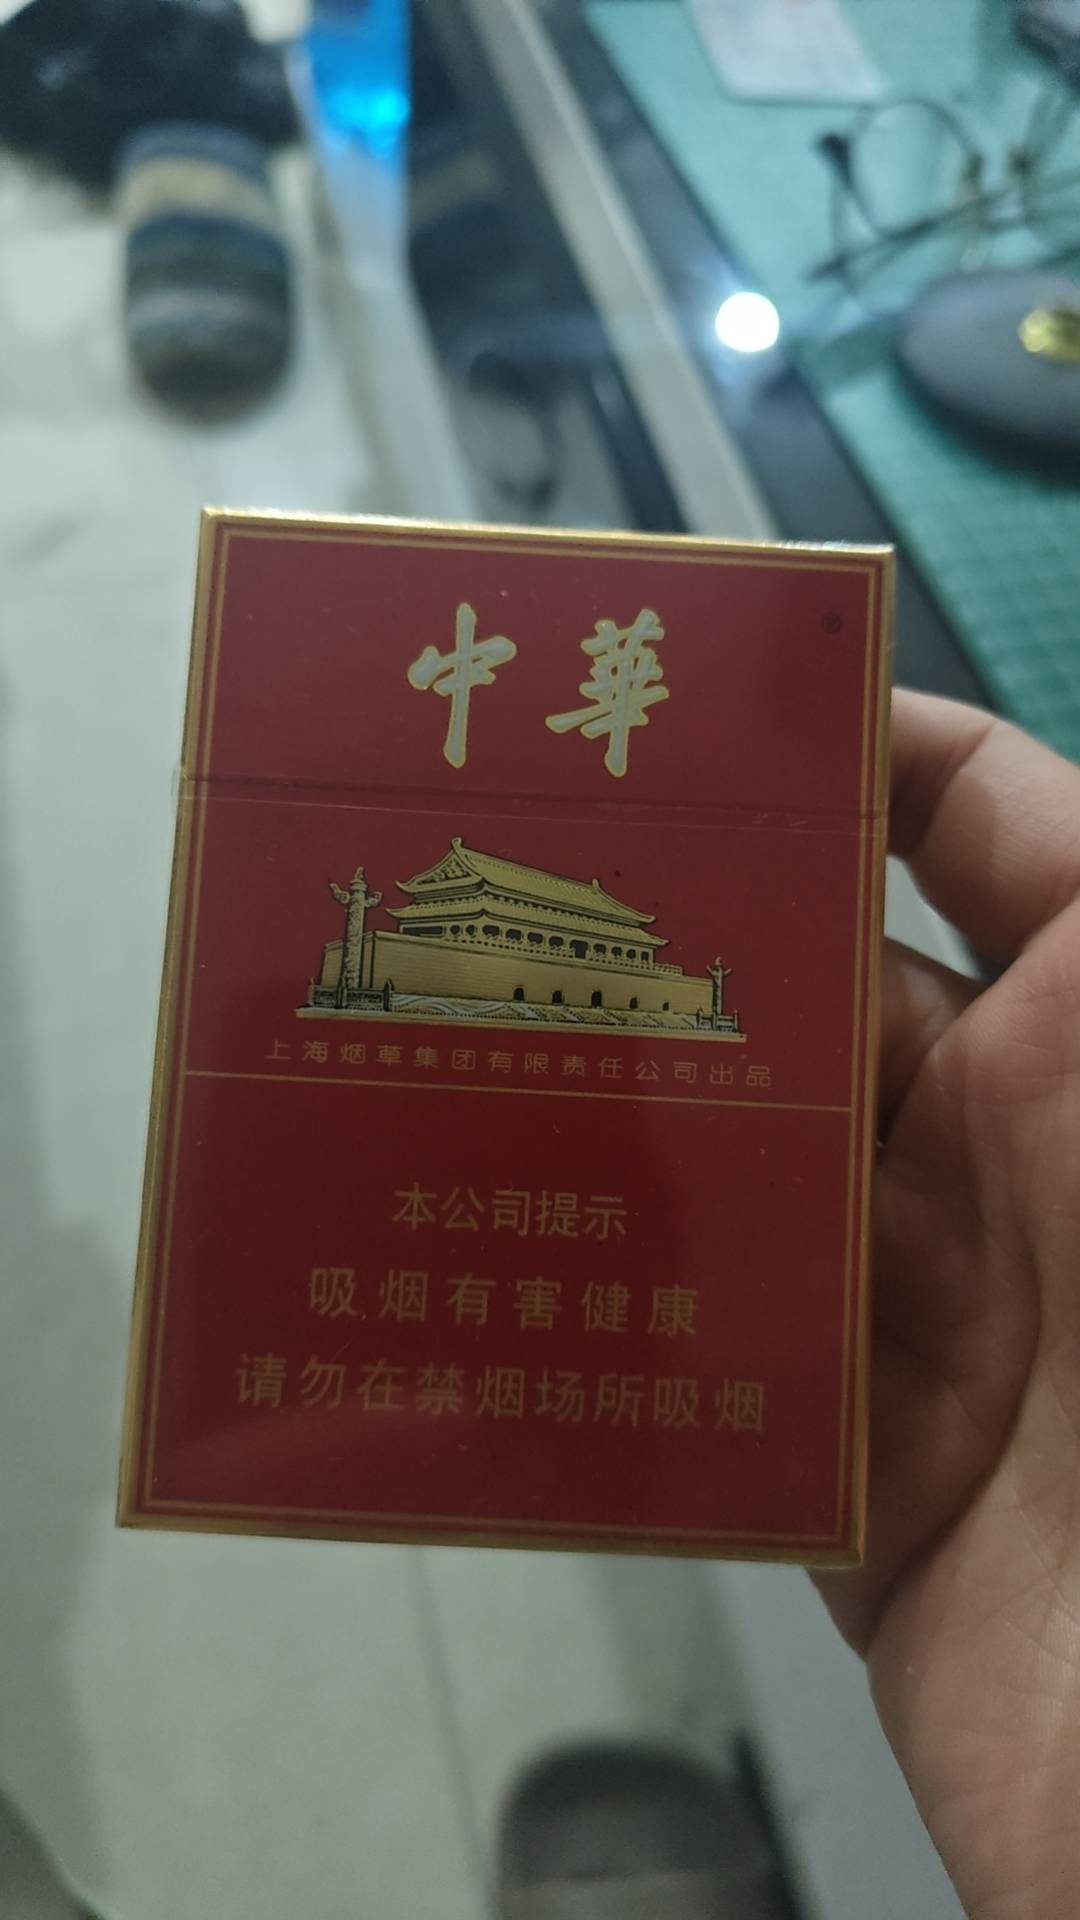 中華
®
上海烟草集团有限责任公司出品
本公司提示
吸烟有害健康
请勿在禁烟场所吸烟